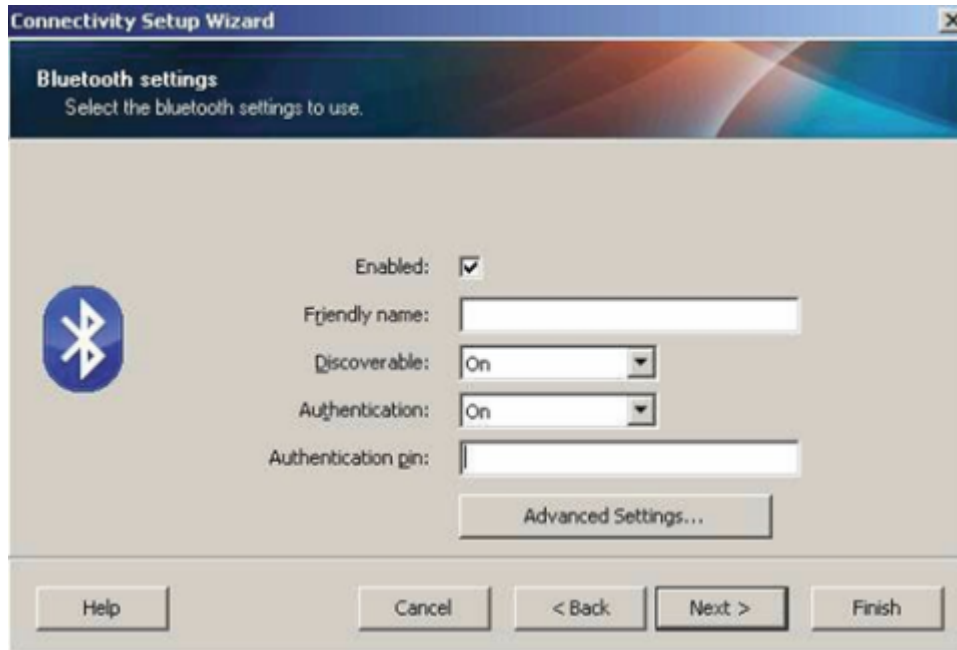 Connectivity Setup Wizard
Bluetooth settings
Select the bluetooth settings to use.
Enabled:
Friendly name:
Discoverable: On
Authentication: On
Authentication pin:
Advanced Settings...
Help Cancel < Back Next > Finish